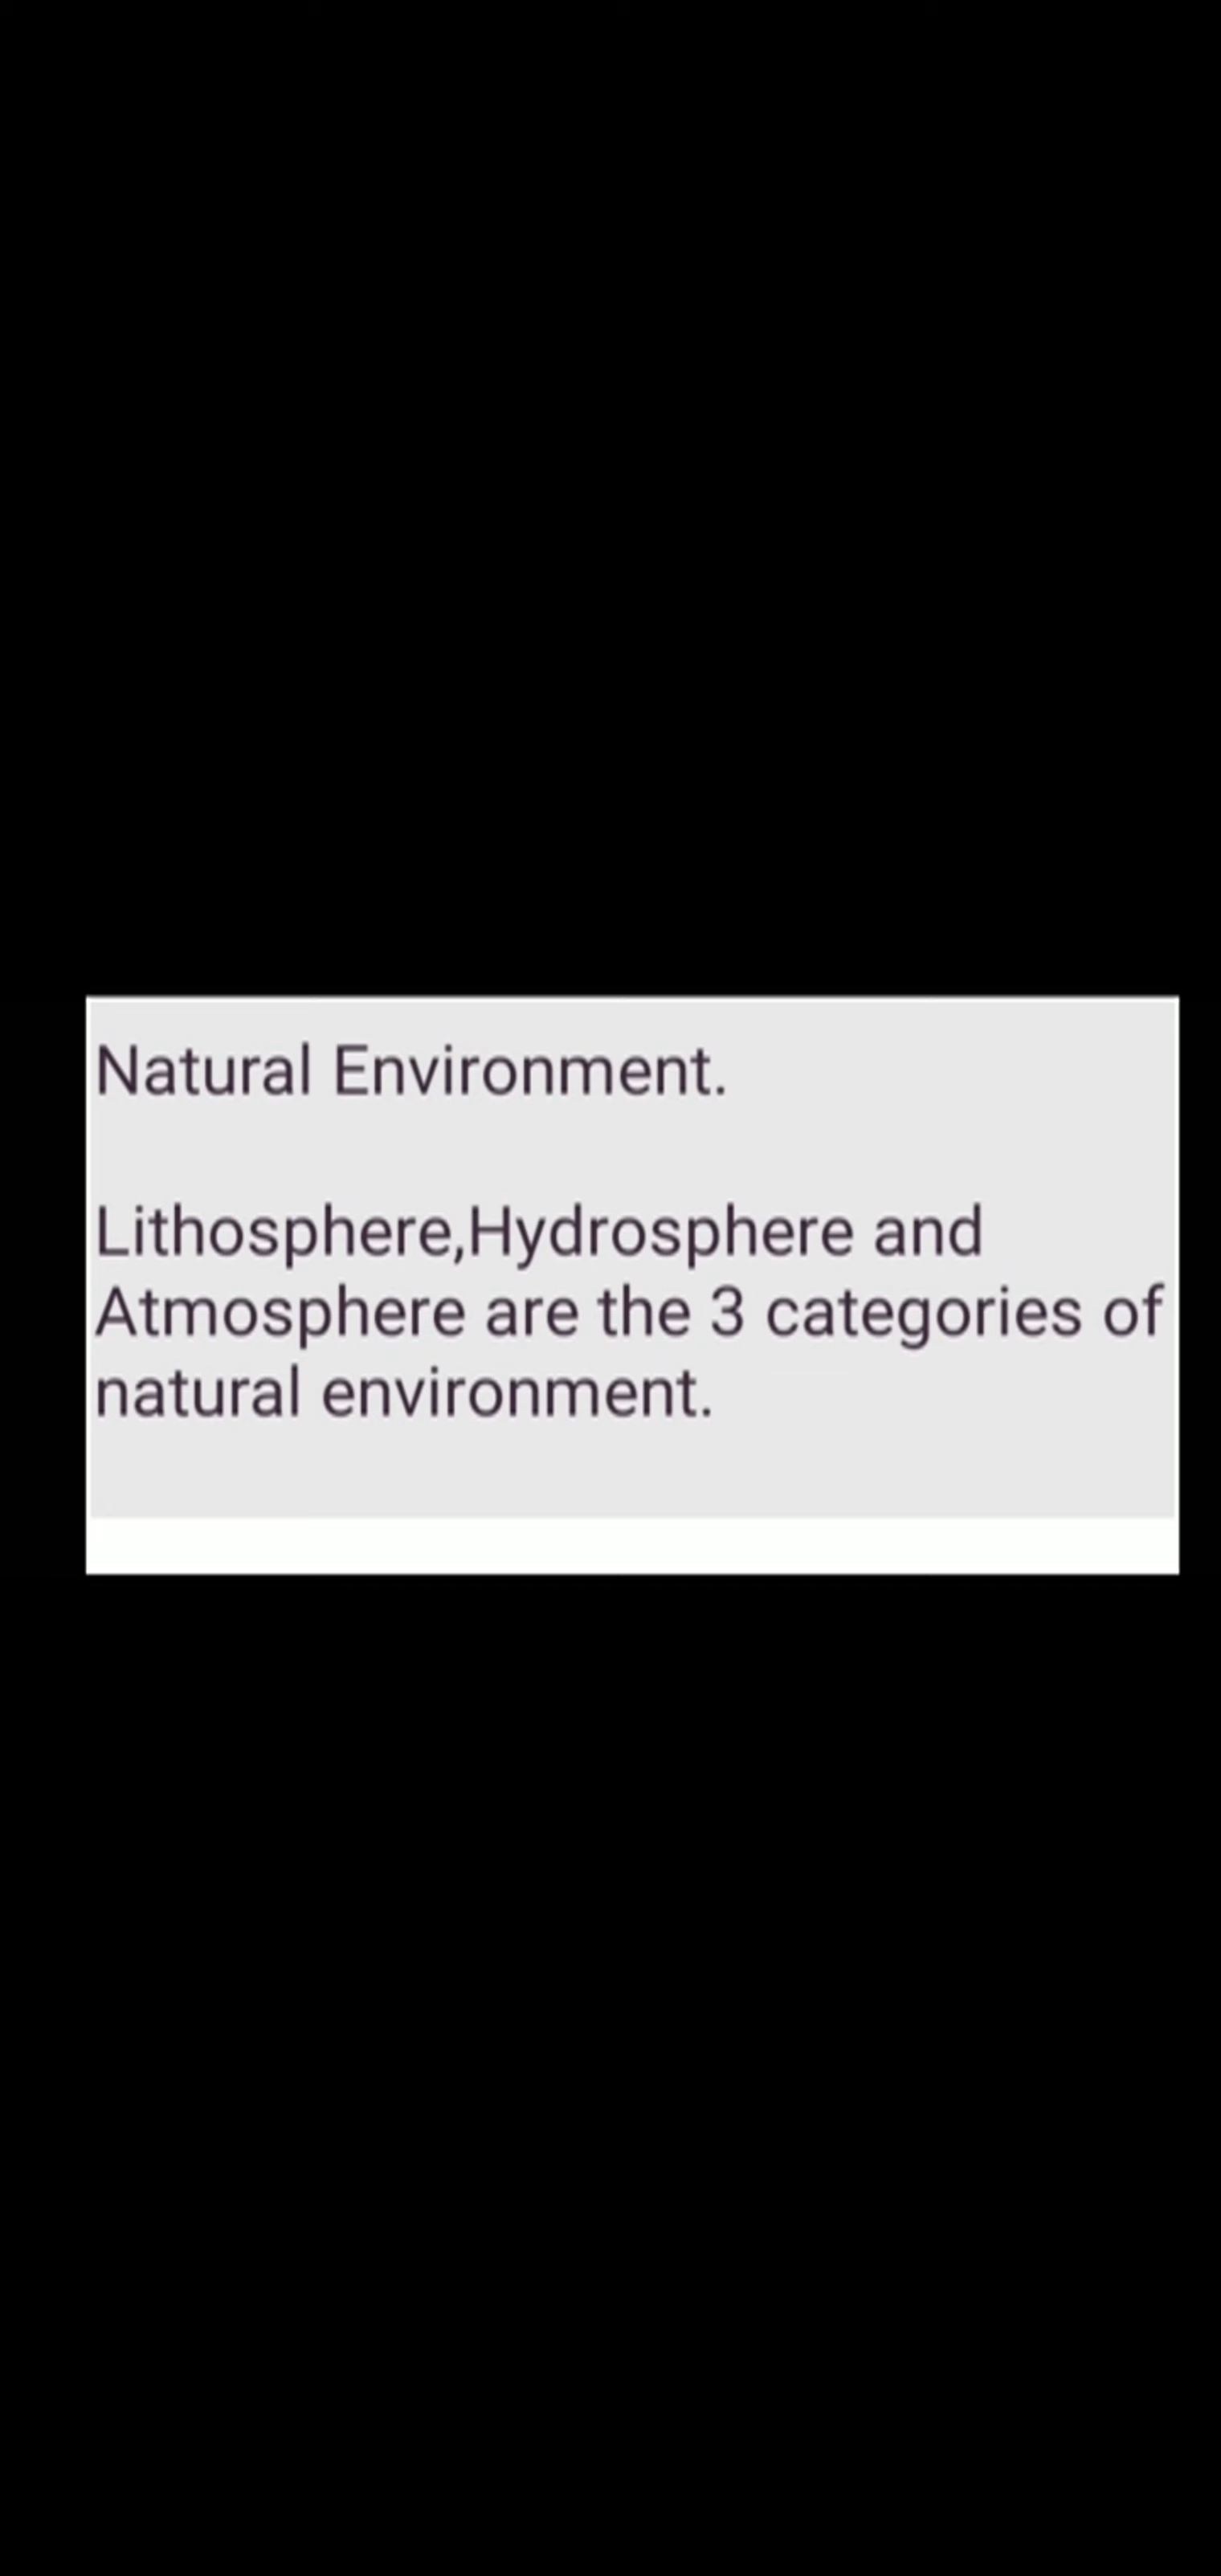 Natural Environment.
Lithosphere,Hydrosphere and
Atmosphere are the 3 categories of
natural environment.